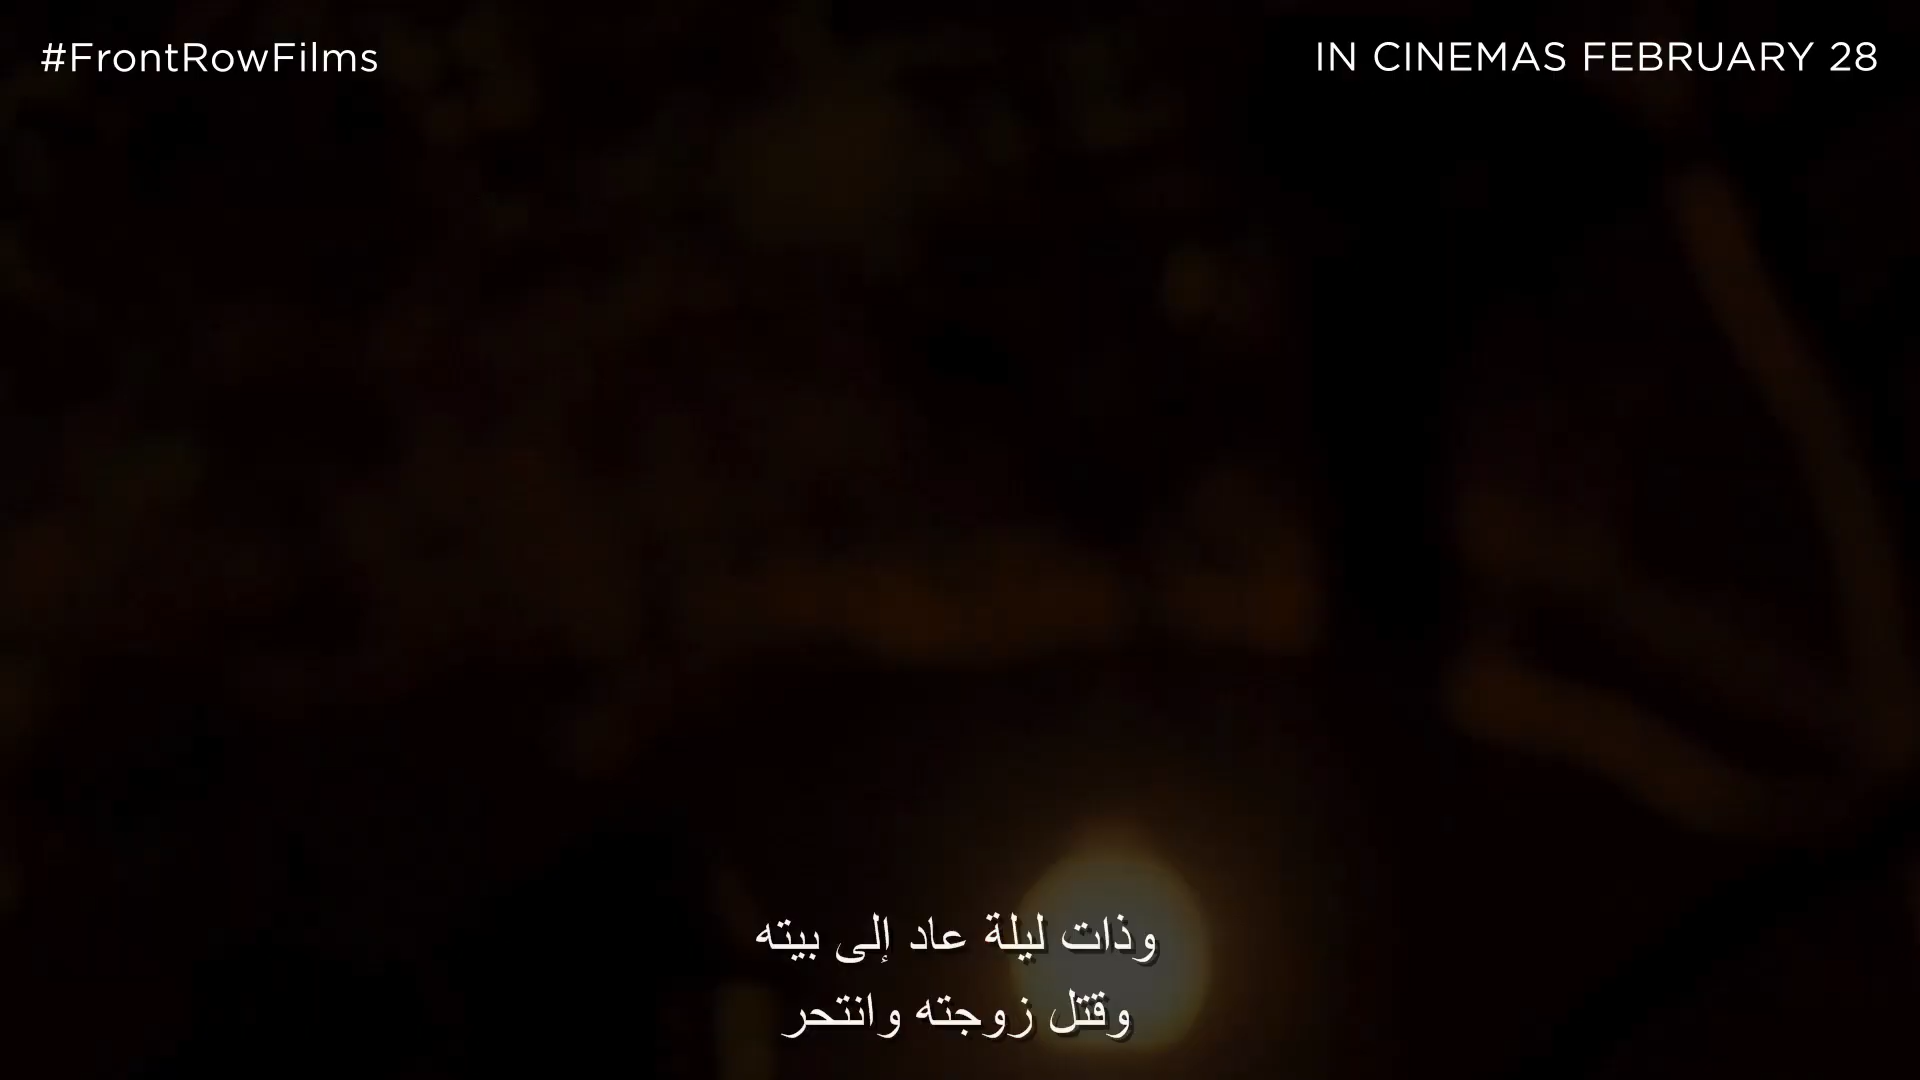 #FrontRowFilms
IN CINEMAS FEBRUARY 28
وذات ليلة عاد إلى بيته
وقتل زوجته وانتحر